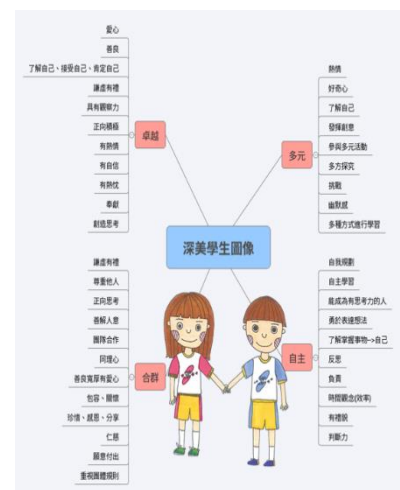 深美學生圖像
卓越
愛心
善良
了解自己、接受自己、肯定自己
謙虛有禮
具有觀察力
正向積極
有熱情
有自信
有熱忱
奉獻
創造思考
多元
熱情
好奇心
了解自己
發揮創意
參與多元活動
多方探究
挑戰
幽默感
多種方式進行學習
合群
謙虛有禮
尊重他人
正向思考
善解人意
團隊合作
同理心
善良寬厚有愛心
包容、關懷
珍惜、感恩、分享
仁慈
願意付出
重視團體規則
自主
自我規劃
自主學習
能成為有思考力的人
勇於表達想法
了解掌握事物-->自己
反思
負責
時間觀念(效率)
有禮貌
判斷力